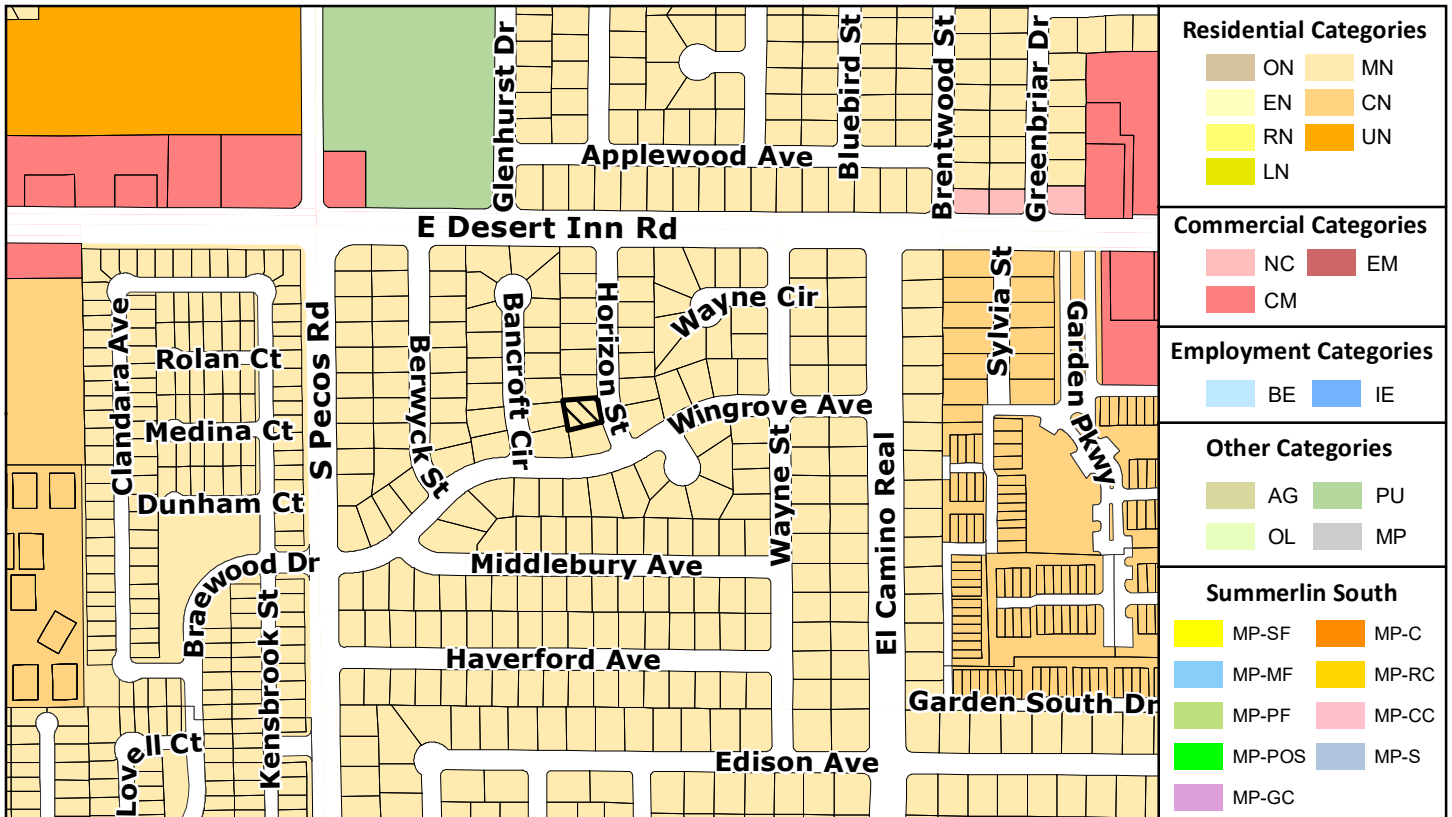 Glenhurst Dr
Bluebird St
Brentwood St
Greenbriar Dr
Applewood Ave
E Desert Inn Rd
Clandara Ave
Rolan Ct
Medina Ct
Dunham Ct
Braewood Dr
Kensbrook St
Lovell Ct
S Pecos Rd
Berwyck St
Bancroft Cir
Horizon St
Wayne Cir
Wingrove Ave
Wayne St
El Camino Real
Sylvia St
Garden Pkwy
Middlebury Ave
Haverford Ave
Garden South Dr
Edison Ave
Residential Categories
ON MN
EN CN
RN UN
LN
Commercial Categories
NC EM
CM
Employment Categories
BE IE
Other Categories
AG PU
OL MP
Summerlin South
MP-SF MP-C
MP-MF MP-RC
MP-PF MP-CC
MP-POS MP-S
MP-GC